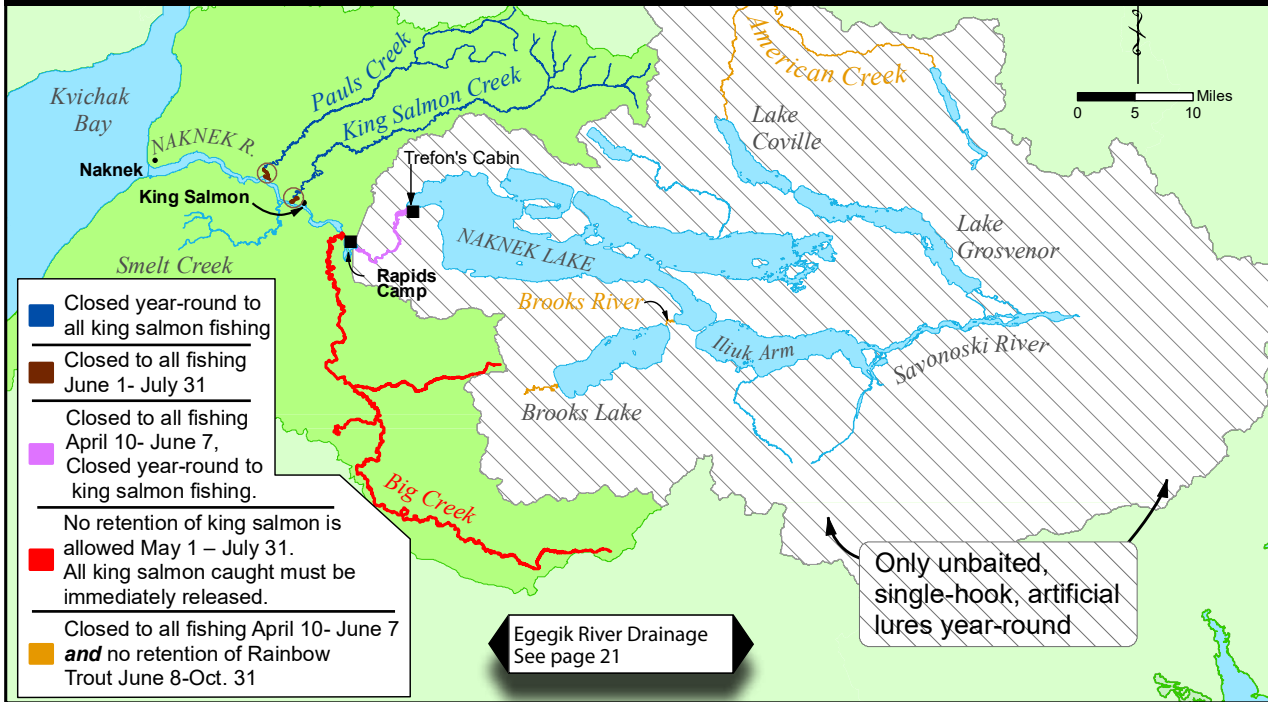 Pauls Creek
King Salmon Creek
American Creek
Kvichak
Bay
NAKNEK R.
Naknek
King Salmon
Trefon's Cabin
Lake
Coville
Miles
0
5
10
Smelt Creek
Rapids
Camp
NAKNEK LAKE
Lake
Grosvenor
Brooks River
Iliuk Arm
Savonoski River
Brooks Lake
Big Creek
Closed year-round to
all king salmon fishing
Closed to all fishing
June 1- July 31
Closed to all fishing
April 10- June 7,
Closed year-round to
king salmon fishing.
No retention of king salmon is
allowed May 1 – July 31.
All king salmon caught must be
immediately released.
Closed to all fishing April 10- June 7
and no retention of Rainbow
Trout June 8-Oct. 31
Egegik River Drainage
See page 21
Only unbaited,
single-hook, artificial
lures year-round